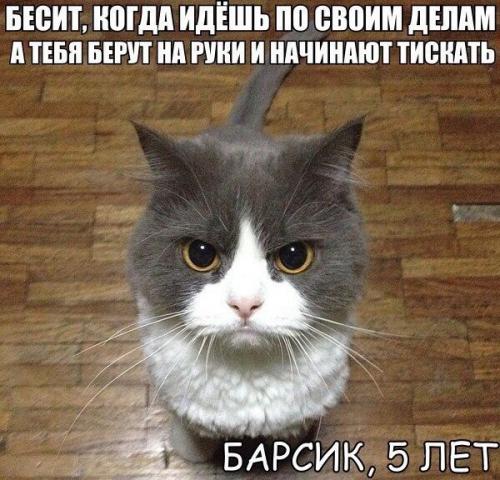 БЕСИТ, КОГДА ИДЁШЬ ПО СВОИМ ДЕЛАМ
А ТЕБЯ БЕРУТ НА РУКИ И НАЧИНАЮТ ТИСКАТЬ
БАРСИК, 5 ЛЕТ